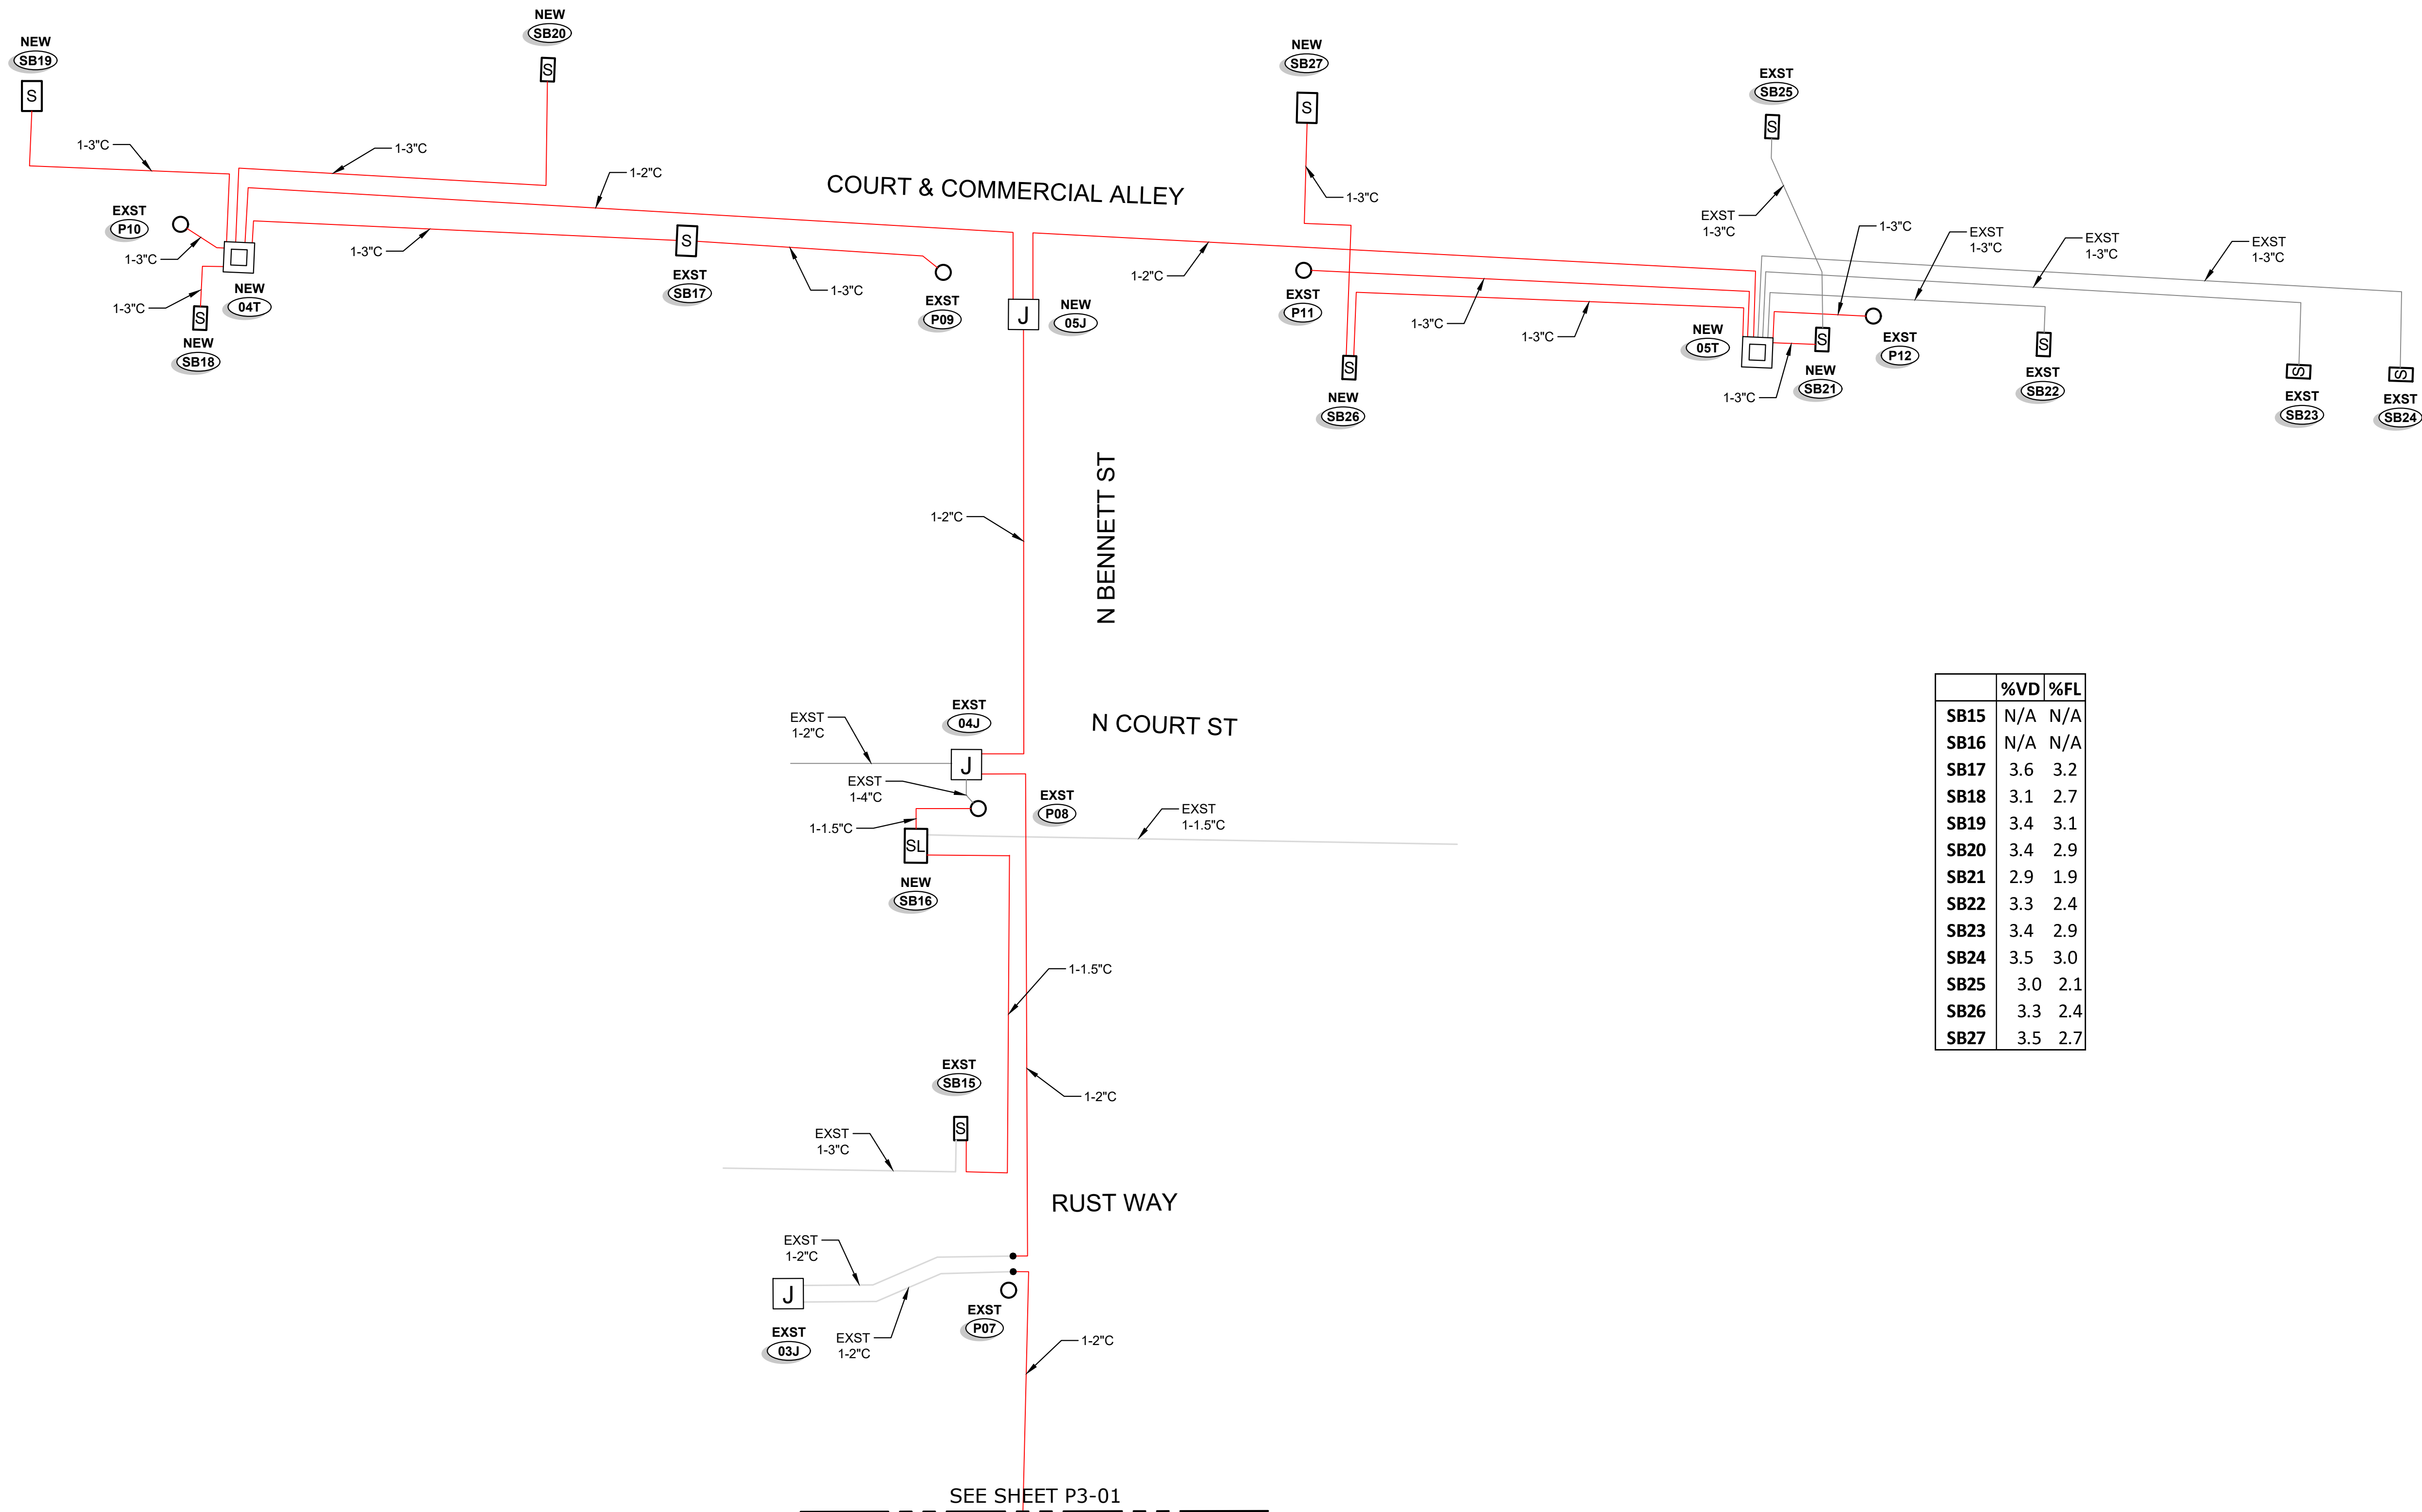 NEW
SB19
S
NEW
SB20
S
NEW
SB27
S
EXST
SB25
S
1-3"C
1-3"C
1-2"C
COURT & COMMERCIAL ALLEY
1-3"C
EXST
1-3"C
1-3"C
EXST
1-3"C
EXST
1-3"C
EXST
1-3"C
EXST
P10
1-3"C
1-3"C
S
EXST
SB17
1-3"C
EXST
P09
1-2"C
EXST
P11
1-3"C
1-3"C
1-3"C
S
NEW
SB18
NEW
04T
J
NEW
05J
S
NEW
SB26
NEW
05T
S
NEW
SB21
1-3"C
EXST
P12
S
EXST
SB22
S
EXST
SB23
S
EXST
SB24
1-2"C
N BENNETT ST
EXST
1-2"C
EXST
04J
J
N COURT ST
EXST
1-4"C
EXST
P08
1-1.5"C
SL
EXST
1-1.5"C
NEW
SB16
1-1.5"C
EXST
SB15
1-2"C
S
EXST
1-3"C
RUST WAY
EXST
1-2"C
J
EXST
03J
EXST
1-2"C
EXST
P07
1-2"C
SEE SHEET P3-01
%VD %FL
SB15 N/A N/A
SB16 N/A N/A
SB17 3.6 3.2
SB18 3.1 2.7
SB19 3.4 3.1
SB20 3.4 2.9
SB21 2.9 1.9
SB22 3.3 2.4
SB23 3.4 2.9
SB24 3.5 3.0
SB25 3.0 2.1
SB26 3.3 2.4
SB27 3.5 2.7